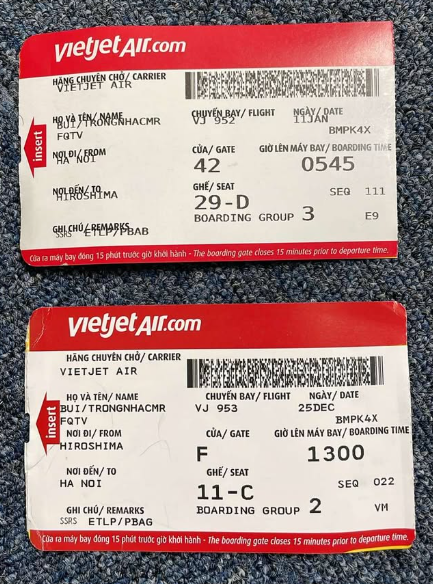 vietjetAir.com
HÃNG CHUYÊN CHỞ/ CARRIER
VIETJET AIR
HỌ VÀ TÊN/ NAME CHUYẾN BAY/ FLIGHT NGÀY/ DATE
BUI/TRONGNHACMR VJ 952 11JAN
FQTV BMPK4X
insert
NƠI ĐI/ FROM CỬA/ GATE GIỜ LÊN MÁY BAY/ BOARDING TIME
HA NOI 42 0545
NƠI ĐẾN/ TO GHẾ/ SEAT
HIROSHIMA 29-D SEQ 111
GHI CHÚ/ REMARKS BOARDING GROUP 3 E9
SSRS ETLP/PBAB
Cửa ra máy bay đóng 15 phút trước giờ khởi hành - The boarding gate closes 15 minutes prior to departure time.
vietjetAir.com
HÃNG CHUYÊN CHỞ/ CARRIER
VIETJET AIR
HỌ VÀ TÊN/ NAME CHUYẾN BAY/ FLIGHT NGÀY/ DATE
BUI/TRONGNHACMR VJ 953 25DEC
FQTV BMPK4X
insert
NƠI ĐI/ FROM CỬA/ GATE GIỜ LÊN MÁY BAY/ BOARDING TIME
HIROSHIMA F 1300
NƠI ĐẾN/ TO GHẾ/ SEAT
HA NOI 11-C SEQ 022
GHI CHÚ/ REMARKS BOARDING GROUP 2 VM
SSRS ETLP/PBAG
Cửa ra máy bay đóng 15 phút trước giờ khởi hành - The boarding gate closes 15 minutes prior to departure time.